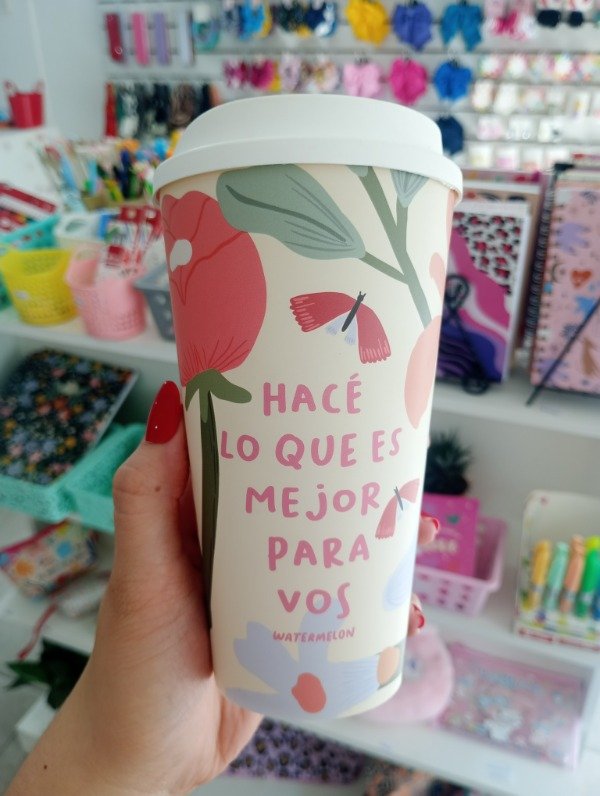 HACÉ
LO QUE ES
MEJOR
PARA
VOS
WATERMELON